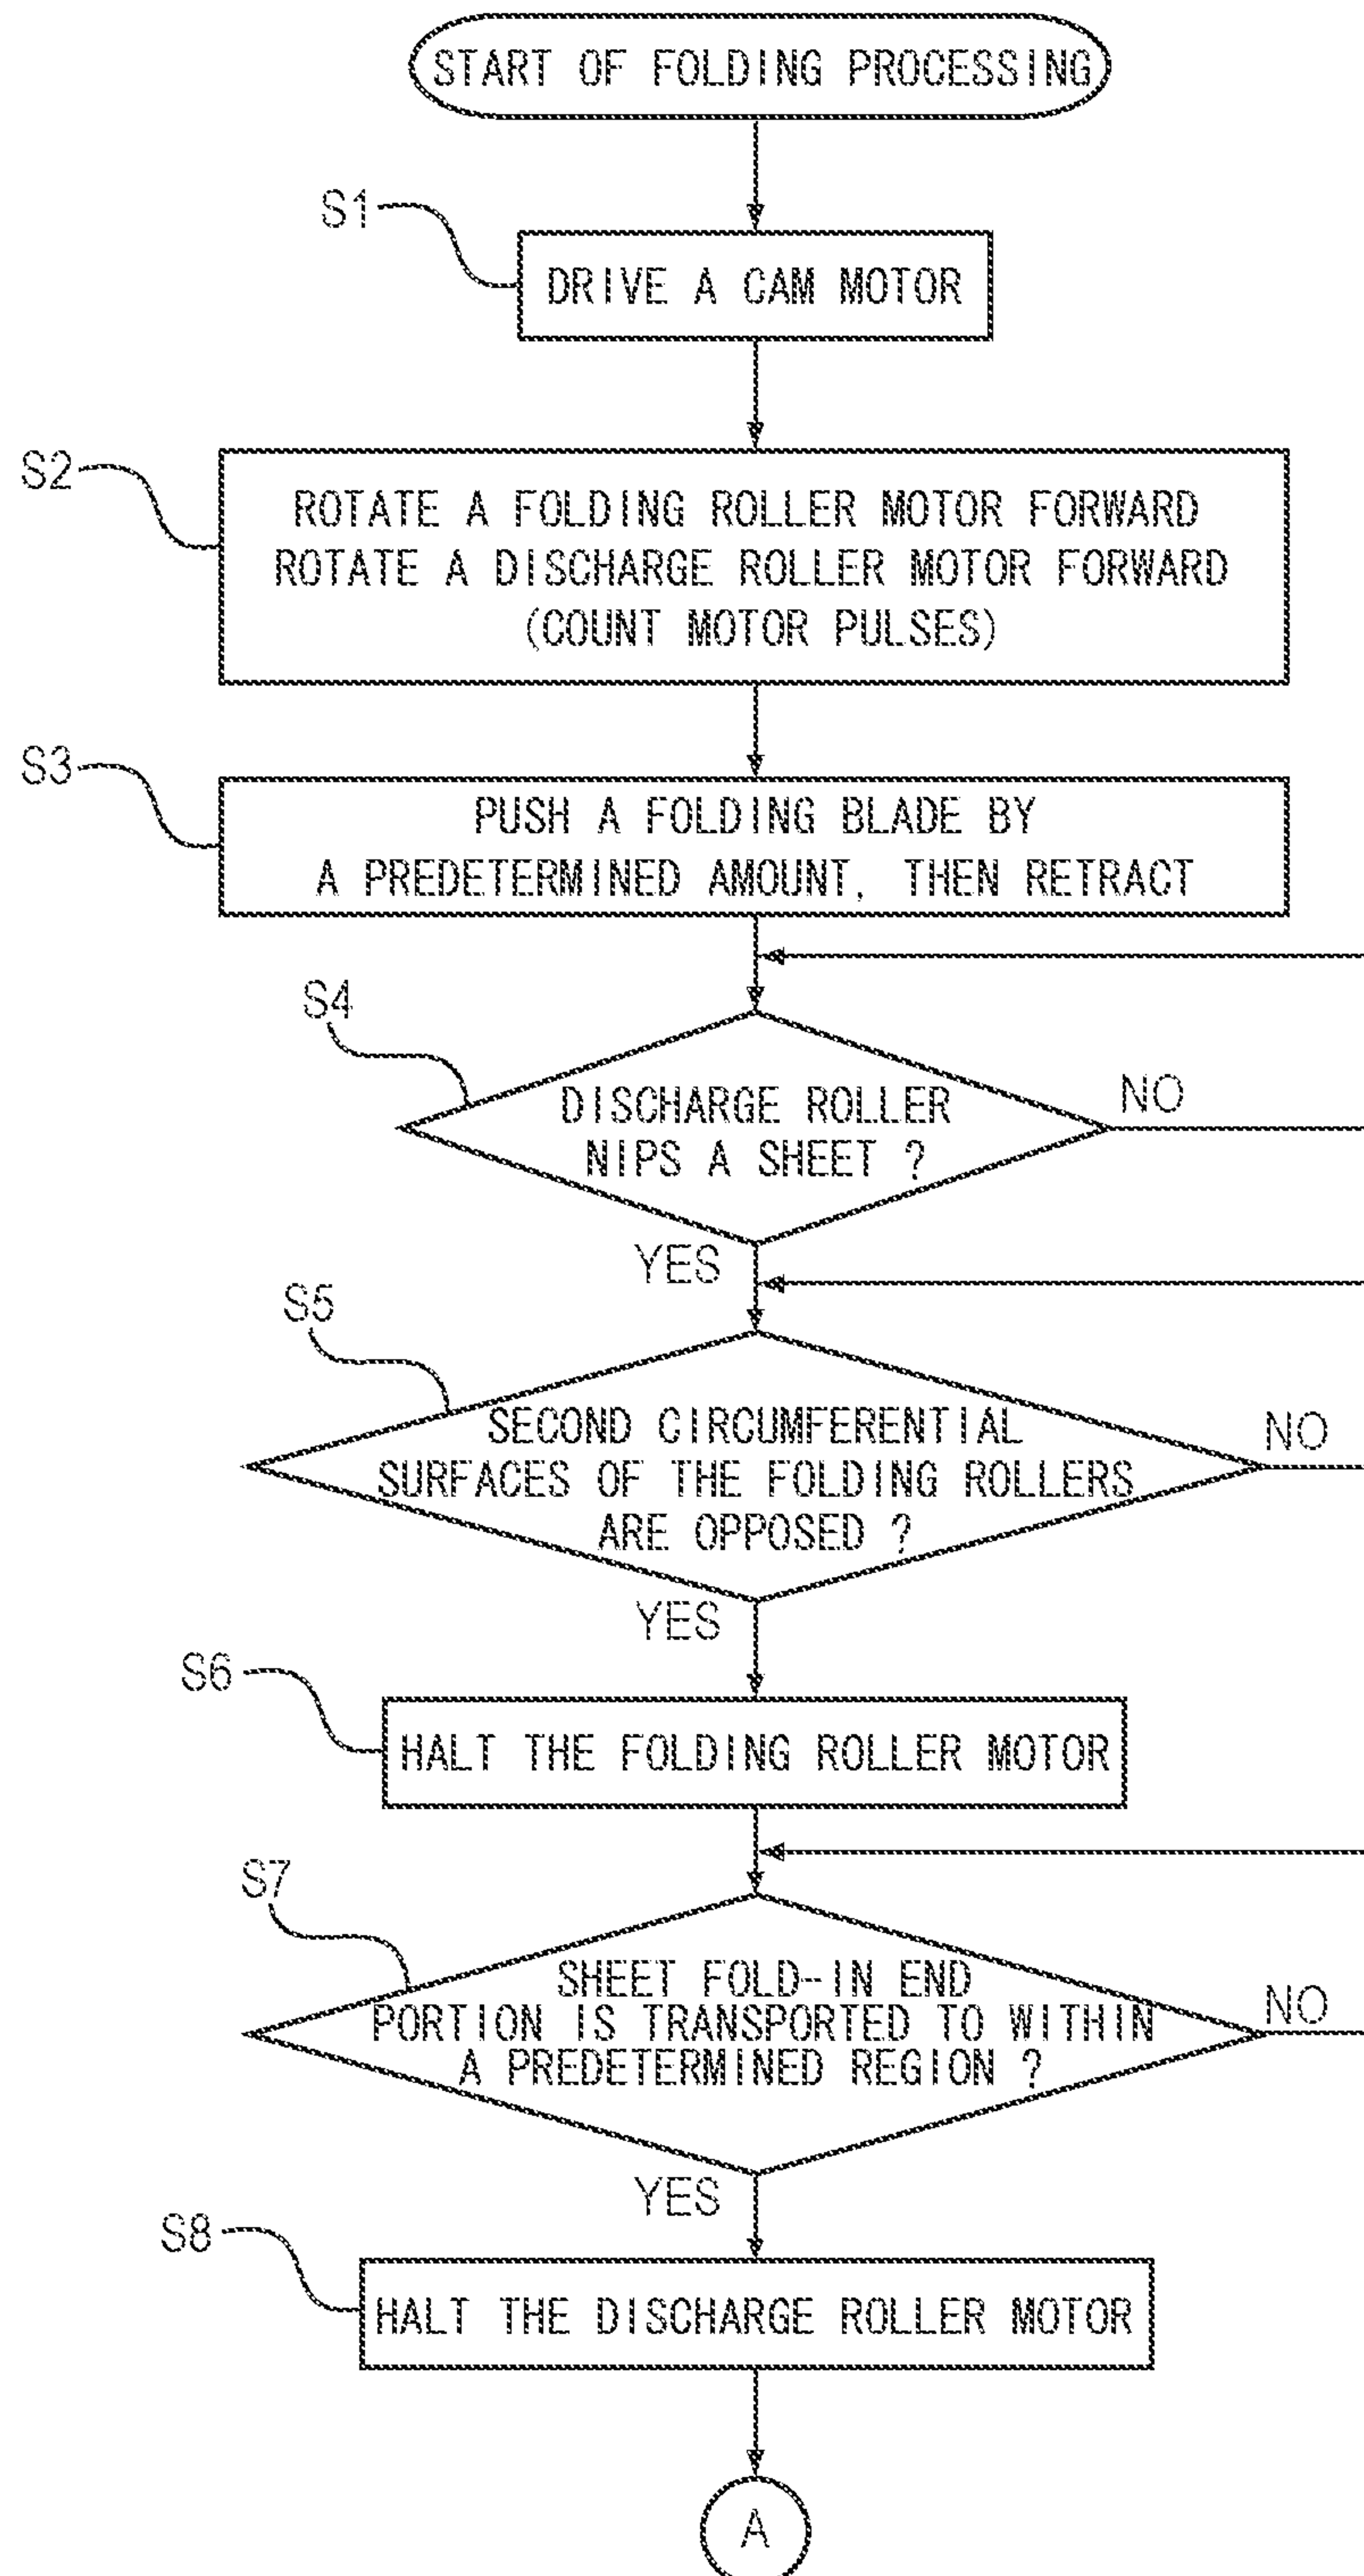 START OF FOLDING PROCESSING
S1
DRIVE A CAM MOTOR
S2
ROTATE A FOLDING ROLLER MOTOR FORWARD
ROTATE A DISCHARGE ROLLER MOTOR FORWARD
(COUNT MOTOR PULSES)
S3
PUSH A FOLDING BLADE BY
A PREDETERMINED AMOUNT, THEN RETRACT
S4
DISCHARGE ROLLER
NIPS A SHEET ?
NO
YES
S5
SECOND CIRCUMFERENTIAL
SURFACES OF THE FOLDING ROLLERS
ARE OPPOSED ?
NO
YES
S6
HALT THE FOLDING ROLLER MOTOR
S7
SHEET FOLD-IN END
PORTION IS TRANSPORTED TO WITHIN
A PREDETERMINED REGION ?
NO
YES
S8
HALT THE DISCHARGE ROLLER MOTOR
A